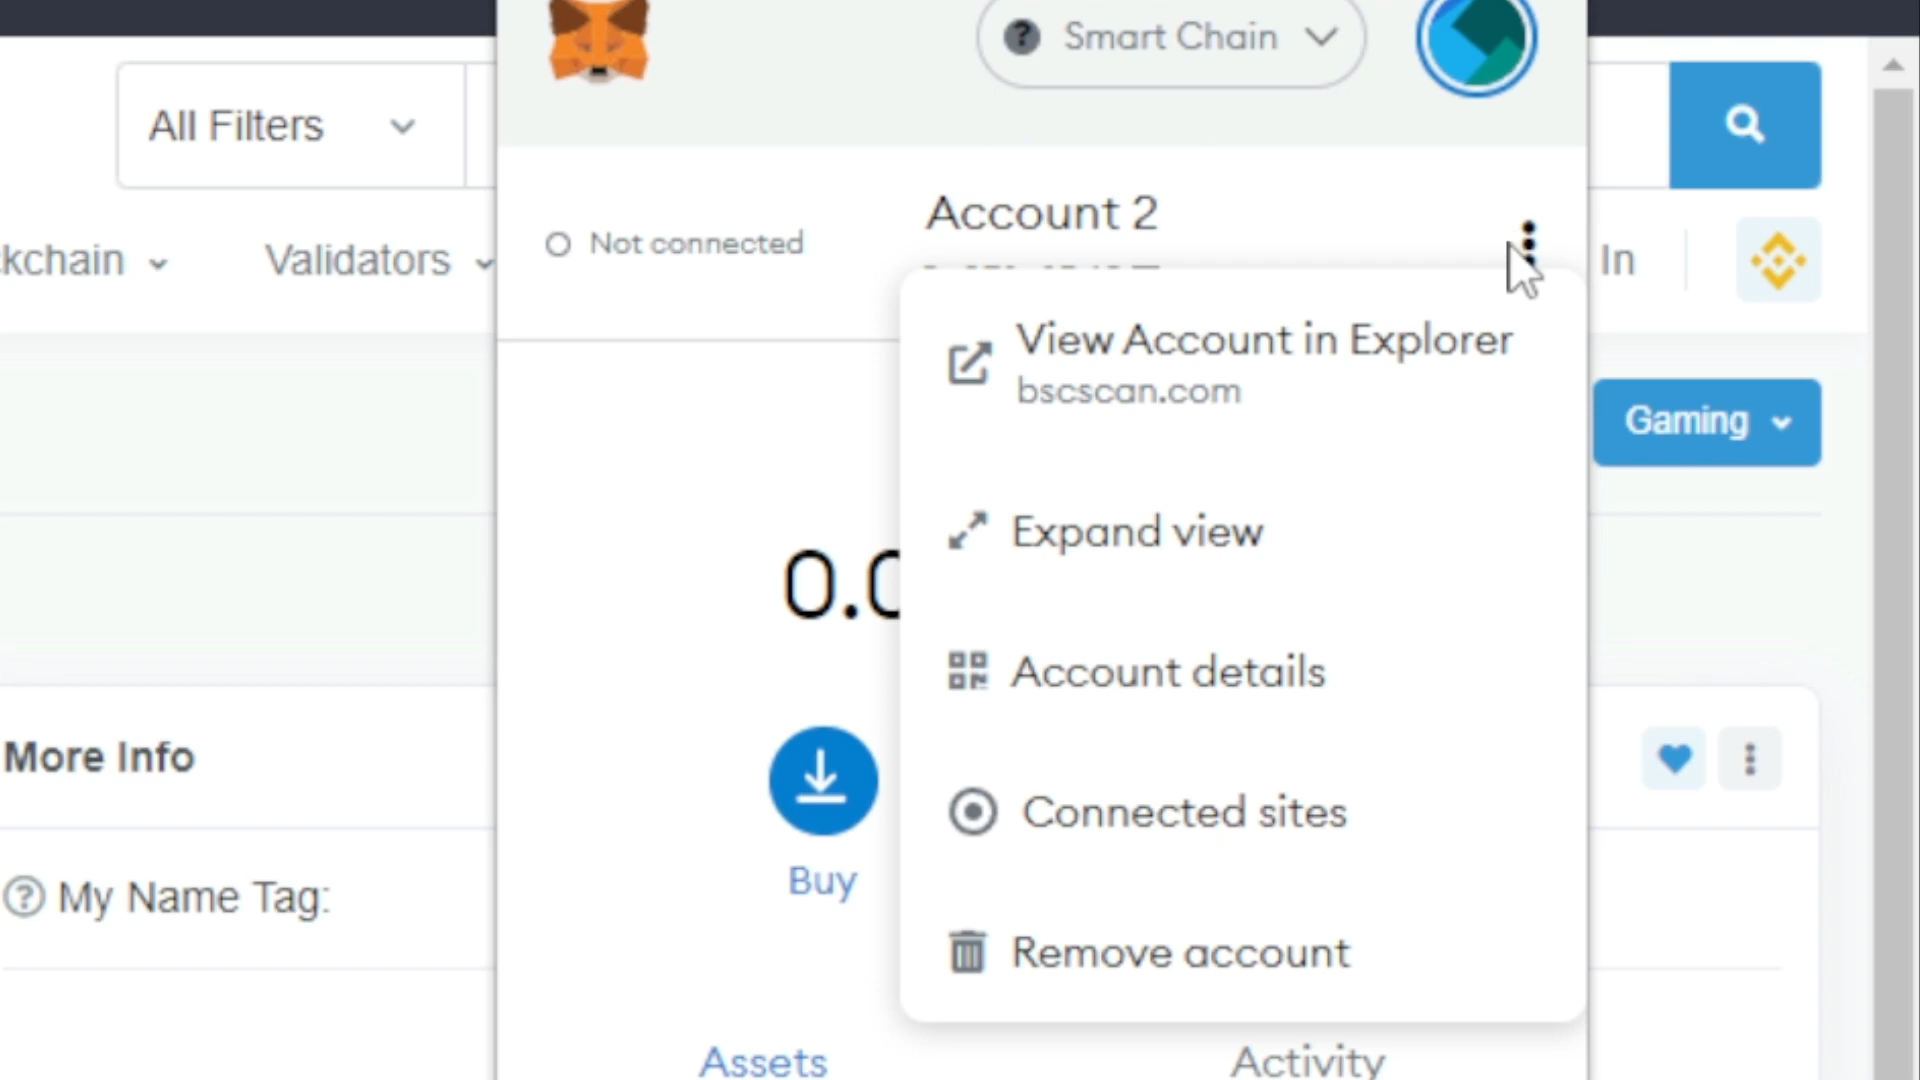 Smart Chain
All Filters
Account 2
Not connected
Validators
In
View Account in Explorer
bscscan.com
Gaming
Expand view
0.0
Account details
More Info
Connected sites
Buy
My Name Tag:
Remove account
Assets
Activity